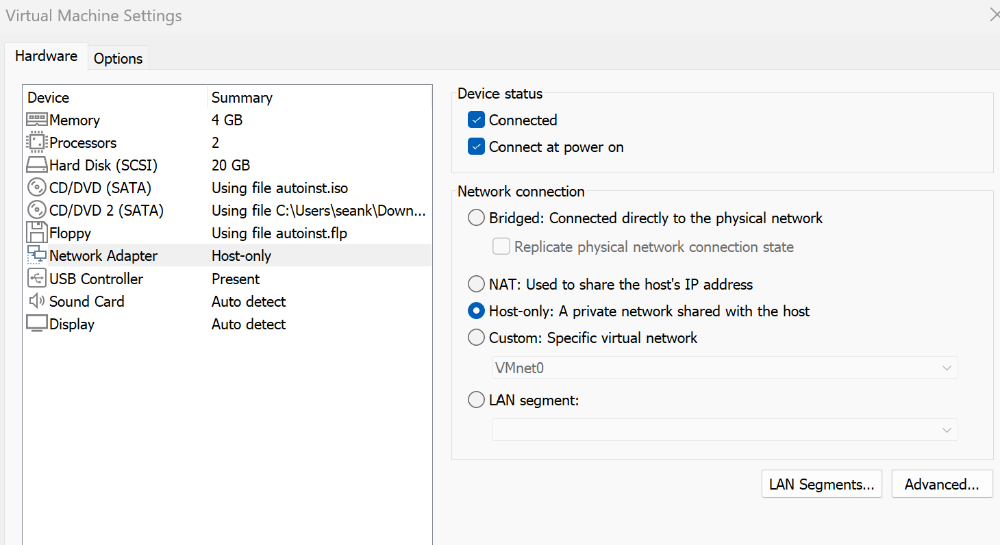 Virtual Machine Settings
Hardware
Options
Device Summary
Memory 4 GB
Processors 2
Hard Disk (SCSI) 20 GB
CD/DVD (SATA) Using file autoinst.iso
CD/DVD 2 (SATA) Using file C:\Users\seank\Down...
Floppy Using file autoinst.flp
Network Adapter Host-only
USB Controller Present
Sound Card Auto detect
Display Auto detect
Device status
Connected
Connect at power on
Network connection
Bridged: Connected directly to the physical network
Replicate physical network connection state
NAT: Used to share the host's IP address
Host-only: A private network shared with the host
Custom: Specific virtual network
VMnet0
LAN segment:
LAN Segments...
Advanced...